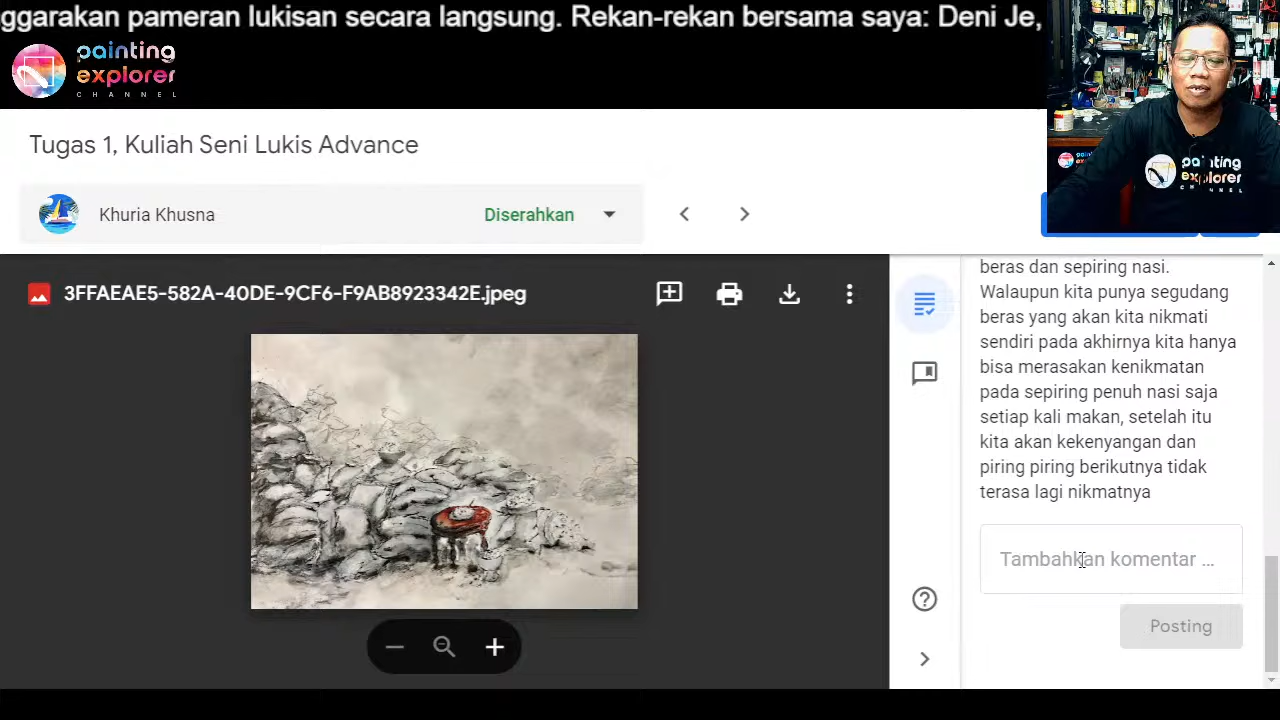 ggarakan pameran lukisan secara langsung. Rekan-rekan bersama saya: Deni Je,
painting
explorer
CHANNEL
painting
explorer
CHANNEL
Tugas 1, Kuliah Seni Lukis Advance
Khuria Khusna
Diserahkan
3FFAEAE5-582A-40DE-9CF6-F9AB8923342E.jpeg
beras dan sepiring nasi.
Walaupun kita punya segudang
beras yang akan kita nikmati
sendiri pada akhirnya kita hanya
bisa merasakan kenikmatan
pada sepiring penuh nasi saja
setiap kali makan, setelah itu
kita akan kekenyangan dan
piring piring berikutnya tidak
terasa lagi nikmatnya
Tambahkan komentar ...
Posting